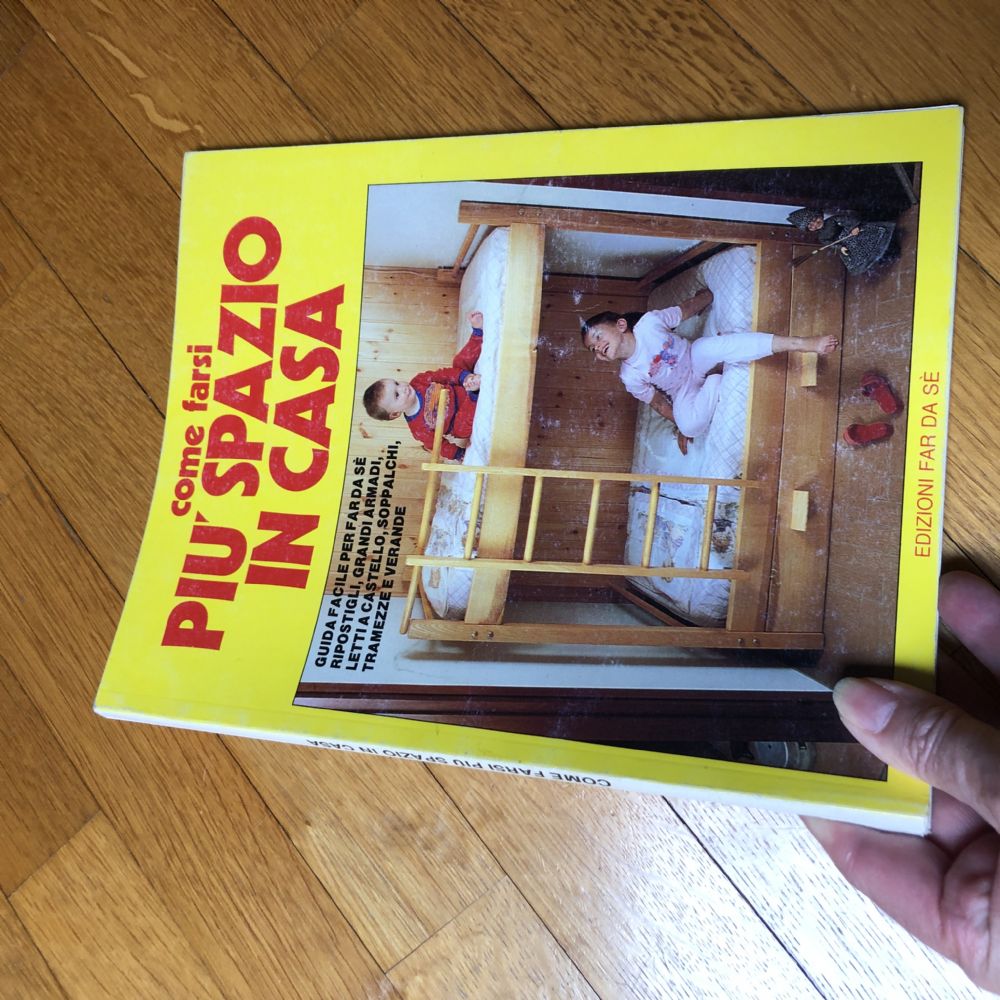 come farsi
PIU' SPAZIO
IN CASA
GUIDA FACILE PER FAR DA SÈ
RIPOSTIGLI, GRANDI ARMADI,
LETTI A CASTELLO, SOPPALCHI,
TRAMEZZE E VERANDE
EDIZIONI FAR DA SÈ
COME FARSI PIU SPAZIO IN CASA